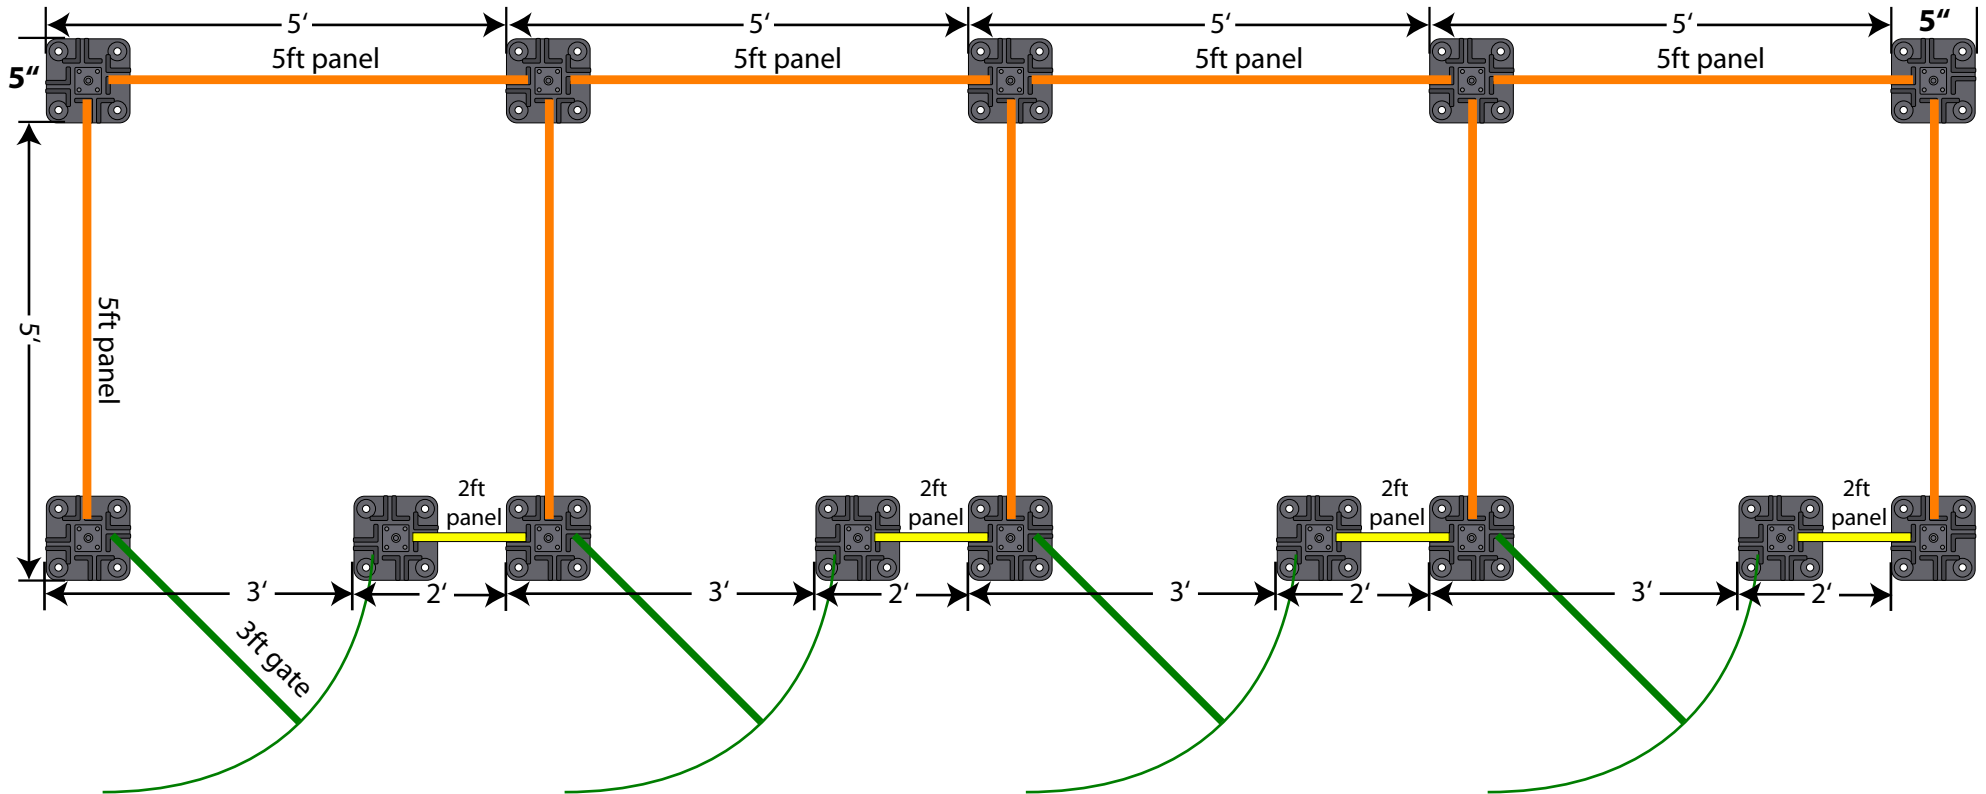 5‘ 5‘ 5‘ 5‘ 5“
5“ 5ft panel 5ft panel 5ft panel 5ft panel
5‘ 5ft panel
2ft 2ft 2ft 2ft
panel panel panel panel
3‘ 2‘ 3‘ 2‘ 3‘ 2‘ 3‘ 2‘
3ft gate